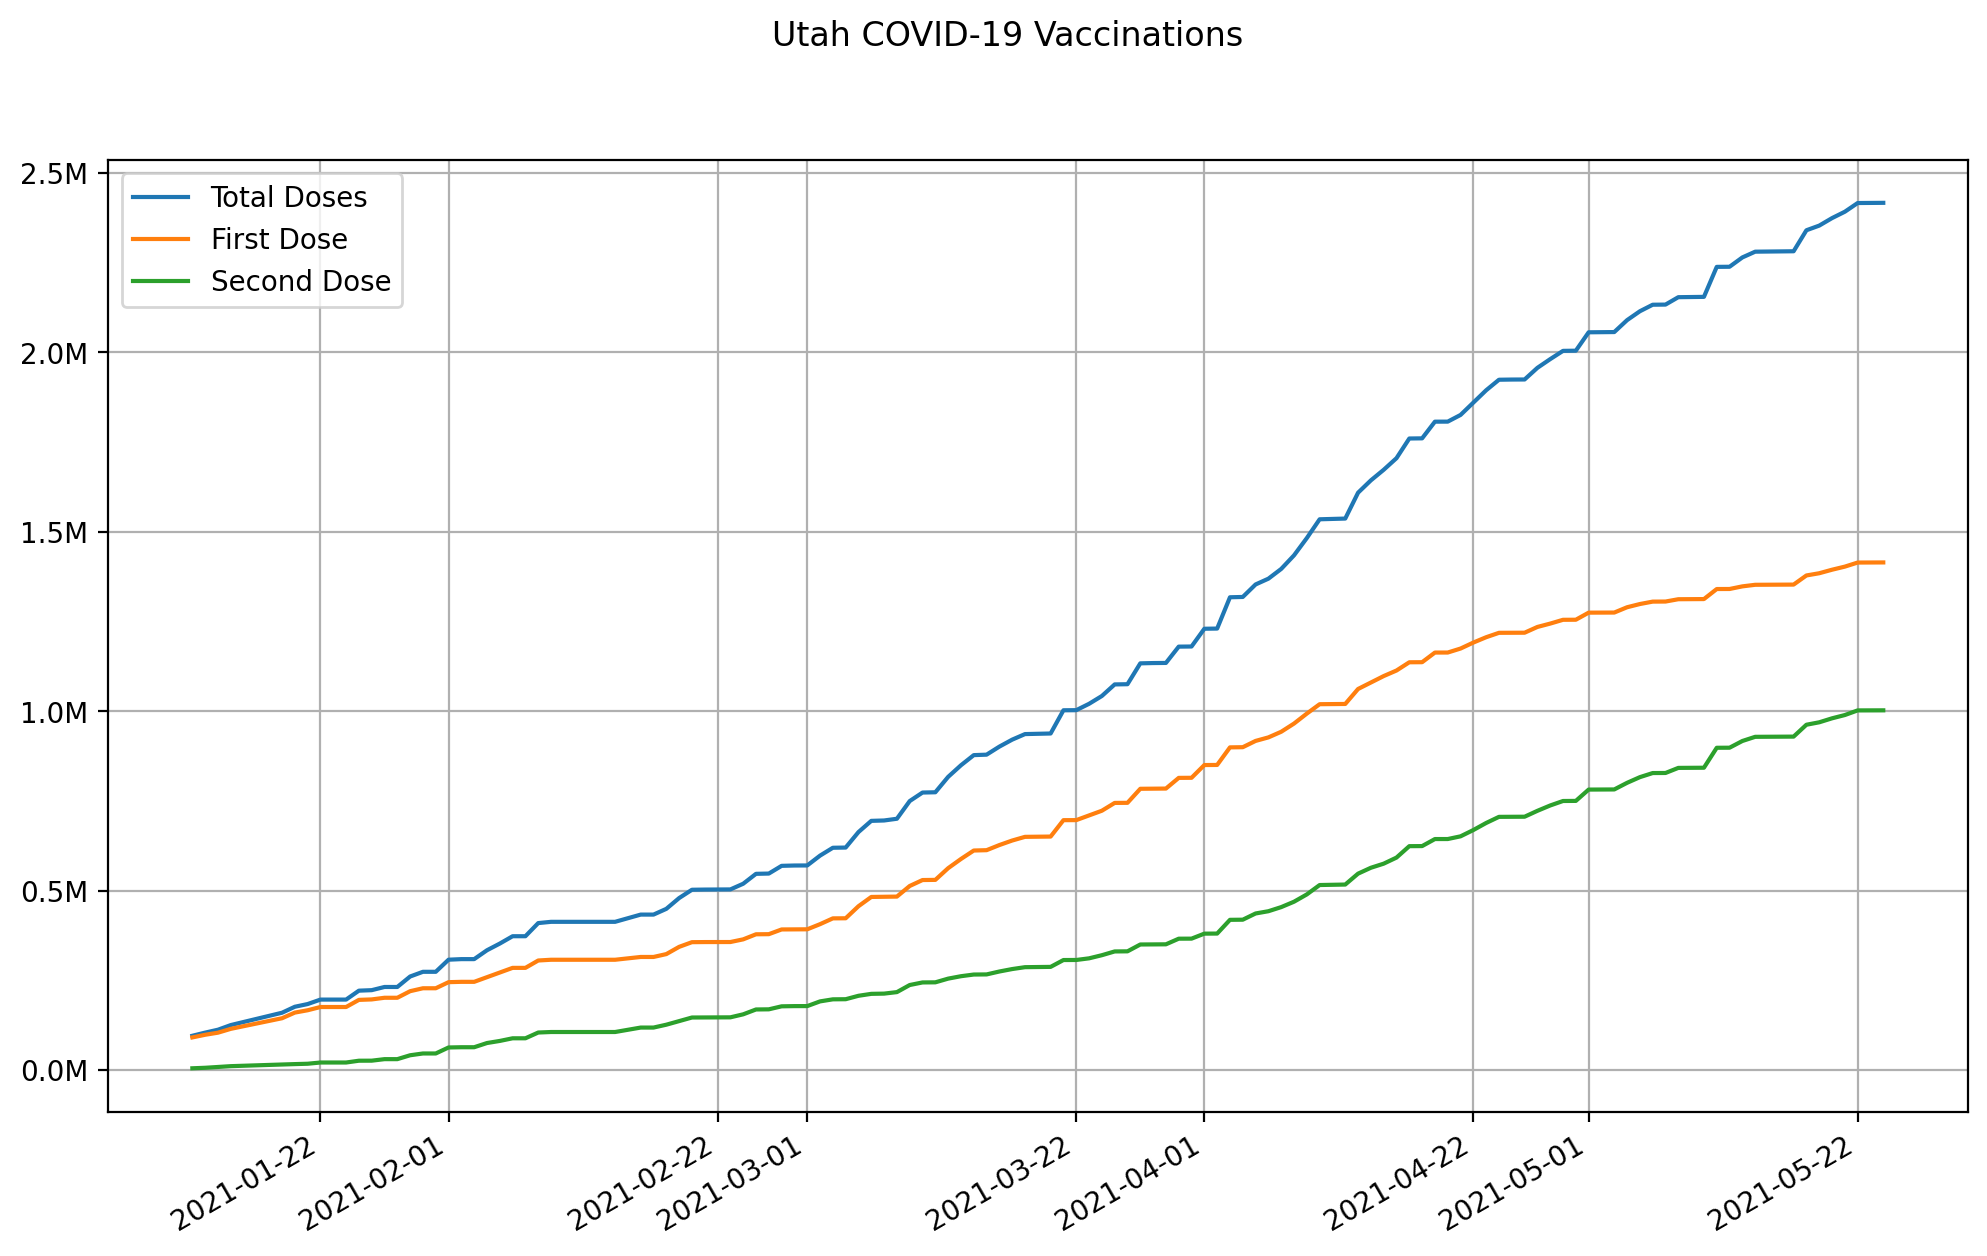 Utah COVID-19 Vaccinations
2.5M
2.0M
1.5M
1.0M
0.5M
0.0M
Total Doses
First Dose
Second Dose
2021-01-22
2021-02-01
2021-02-22
2021-03-01
2021-03-22
2021-04-01
2021-04-22
2021-05-01
2021-05-22